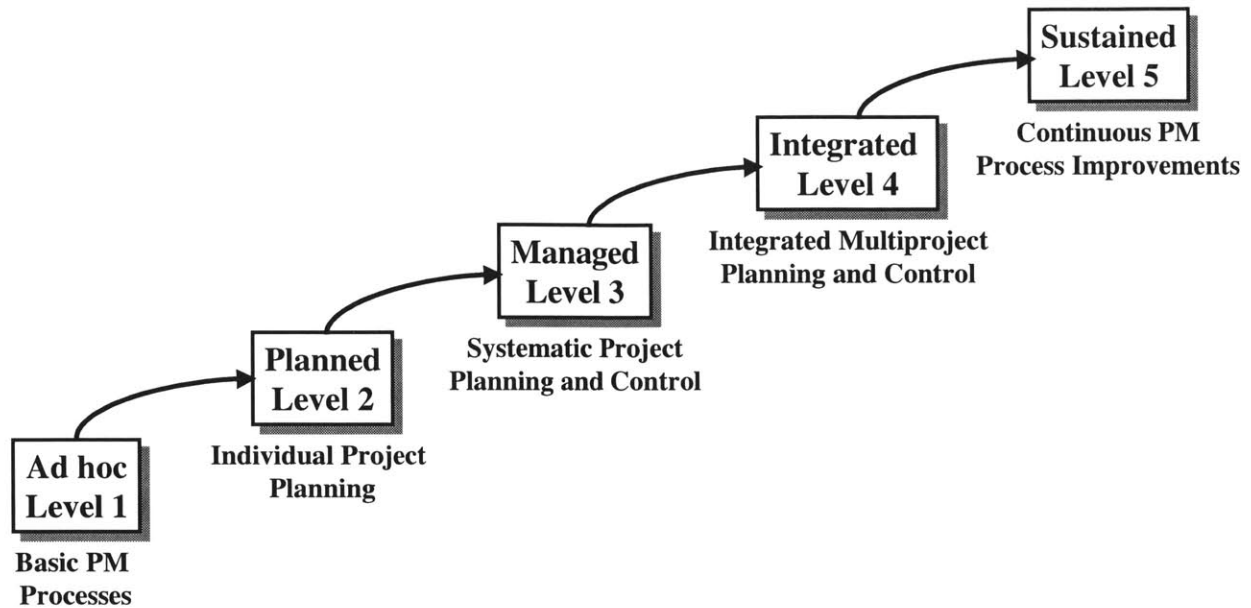 Ad hoc
Level 1
Basic PM
Processes
Planned
Level 2
Individual Project
Planning
Managed
Level 3
Systematic Project
Planning and Control
Integrated
Level 4
Integrated Multiproject
Planning and Control
Sustained
Level 5
Continuous PM
Process Improvements